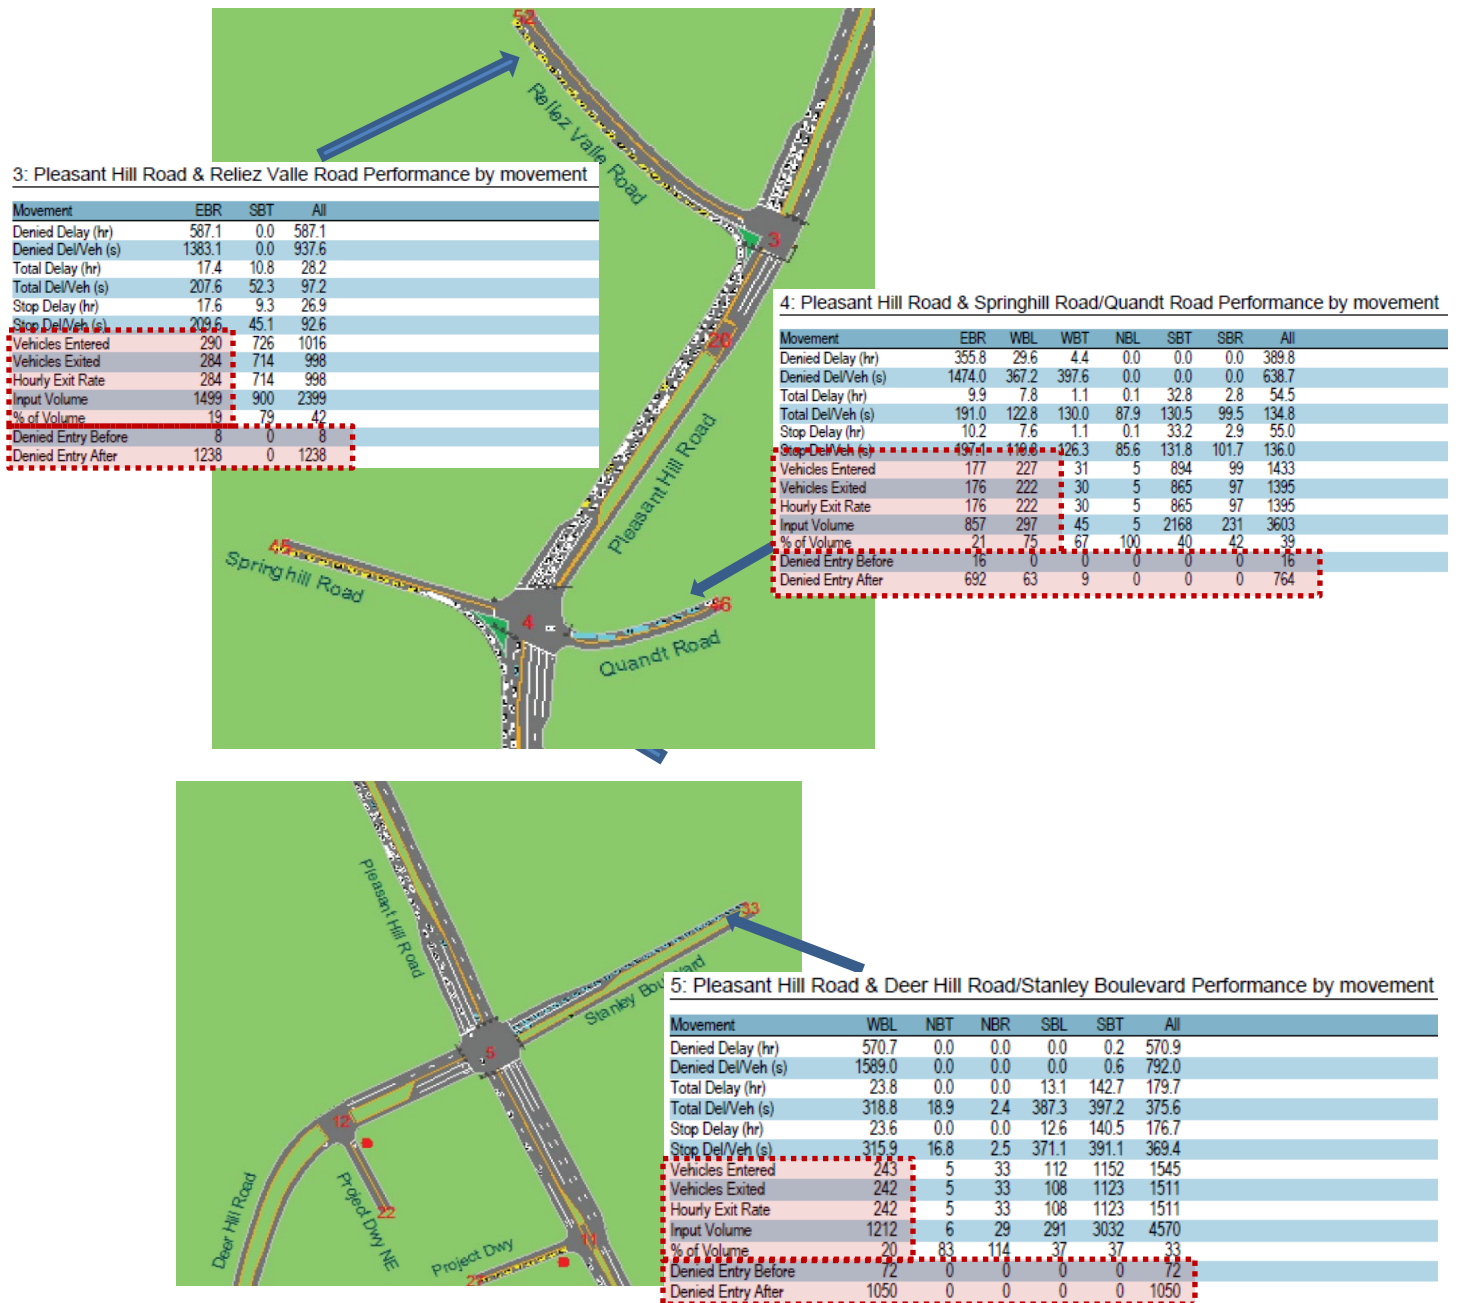 52
Reliez Valle Road
3: Pleasant Hill Road & Reliez Valle Road Performance by movement
Movement EBR SBT All
Denied Delay (hr) 587.1 0.0 587.1
Denied Del/Veh (s) 1383.1 0.0 937.6
Total Delay (hr) 17.4 10.8 28.2
Total Del/Veh (s) 207.6 52.3 97.2
Stop Delay (hr) 17.6 9.3 26.9
Stop Del/Veh (s) 209.6 45.1 92.6
Vehicles Entered 290 726 1016
Vehicles Exited 284 714 998
Hourly Exit Rate 284 714 998
Input Volume 1499 900 2399
% of Volume 19 79 42
Denied Entry Before 8 0 8
Denied Entry After 1238 0 1238
3
20
Pleasant Hill Road
4: Pleasant Hill Road & Springhill Road/Quandt Road Performance by movement
Movement EBR WBL WBT NBL SBT SBR All
Denied Delay (hr) 355.8 29.6 4.4 0.0 0.0 0.0 389.8
Denied Del/Veh (s) 1474.0 367.2 397.6 0.0 0.0 0.0 638.7
Total Delay (hr) 9.9 7.8 1.1 0.1 32.8 2.8 54.5
Total Del/Veh (s) 191.0 122.8 130.0 87.9 130.5 99.5 134.8
Stop Delay (hr) 10.2 7.6 1.1 0.1 33.2 2.9 55.0
Stop Del/Veh (s) 197.1 126.3 85.6 131.8 101.7 136.0
Vehicles Entered 177 227 31 5 894 99 1433
Vehicles Exited 176 222 30 5 865 97 1395
Hourly Exit Rate 176 222 30 5 865 97 1395
Input Volume 857 297 45 5 2168 231 3603
% of Volume 21 75 67 100 40 42 39
Denied Entry Before 16 0 0 0 0 0 16
Denied Entry After 692 63 9 0 0 0 764
Springhill Road
4
Quandt Road
Pleasant Hill Road
33
Stanley Boulevard
5
12
Deer Hill Road
Project Dwy NE
22
Project Dwy
11
5: Pleasant Hill Road & Deer Hill Road/Stanley Boulevard Performance by movement
Movement WBL NBT NBR SBL SBT All
Denied Delay (hr) 570.7 0.0 0.0 0.0 0.2 570.9
Denied Del/Veh (s) 1589.0 0.0 0.0 0.0 0.6 792.0
Total Delay (hr) 23.8 0.0 0.0 13.1 142.7 179.7
Total Del/Veh (s) 318.8 18.9 2.4 387.3 397.2 375.6
Stop Delay (hr) 23.6 0.0 0.0 12.6 140.5 176.7
Stop Del/Veh (s) 315.9 16.8 2.5 371.1 391.1 369.4
Vehicles Entered 243 5 33 112 1152 1545
Vehicles Exited 242 5 33 108 1123 1511
Hourly Exit Rate 242 5 33 108 1123 1511
Input Volume 1212 6 29 291 3032 4570
% of Volume 20 83 114 37 37 33
Denied Entry Before 72 0 0 0 0 72
Denied Entry After 1050 0 0 0 0 1050